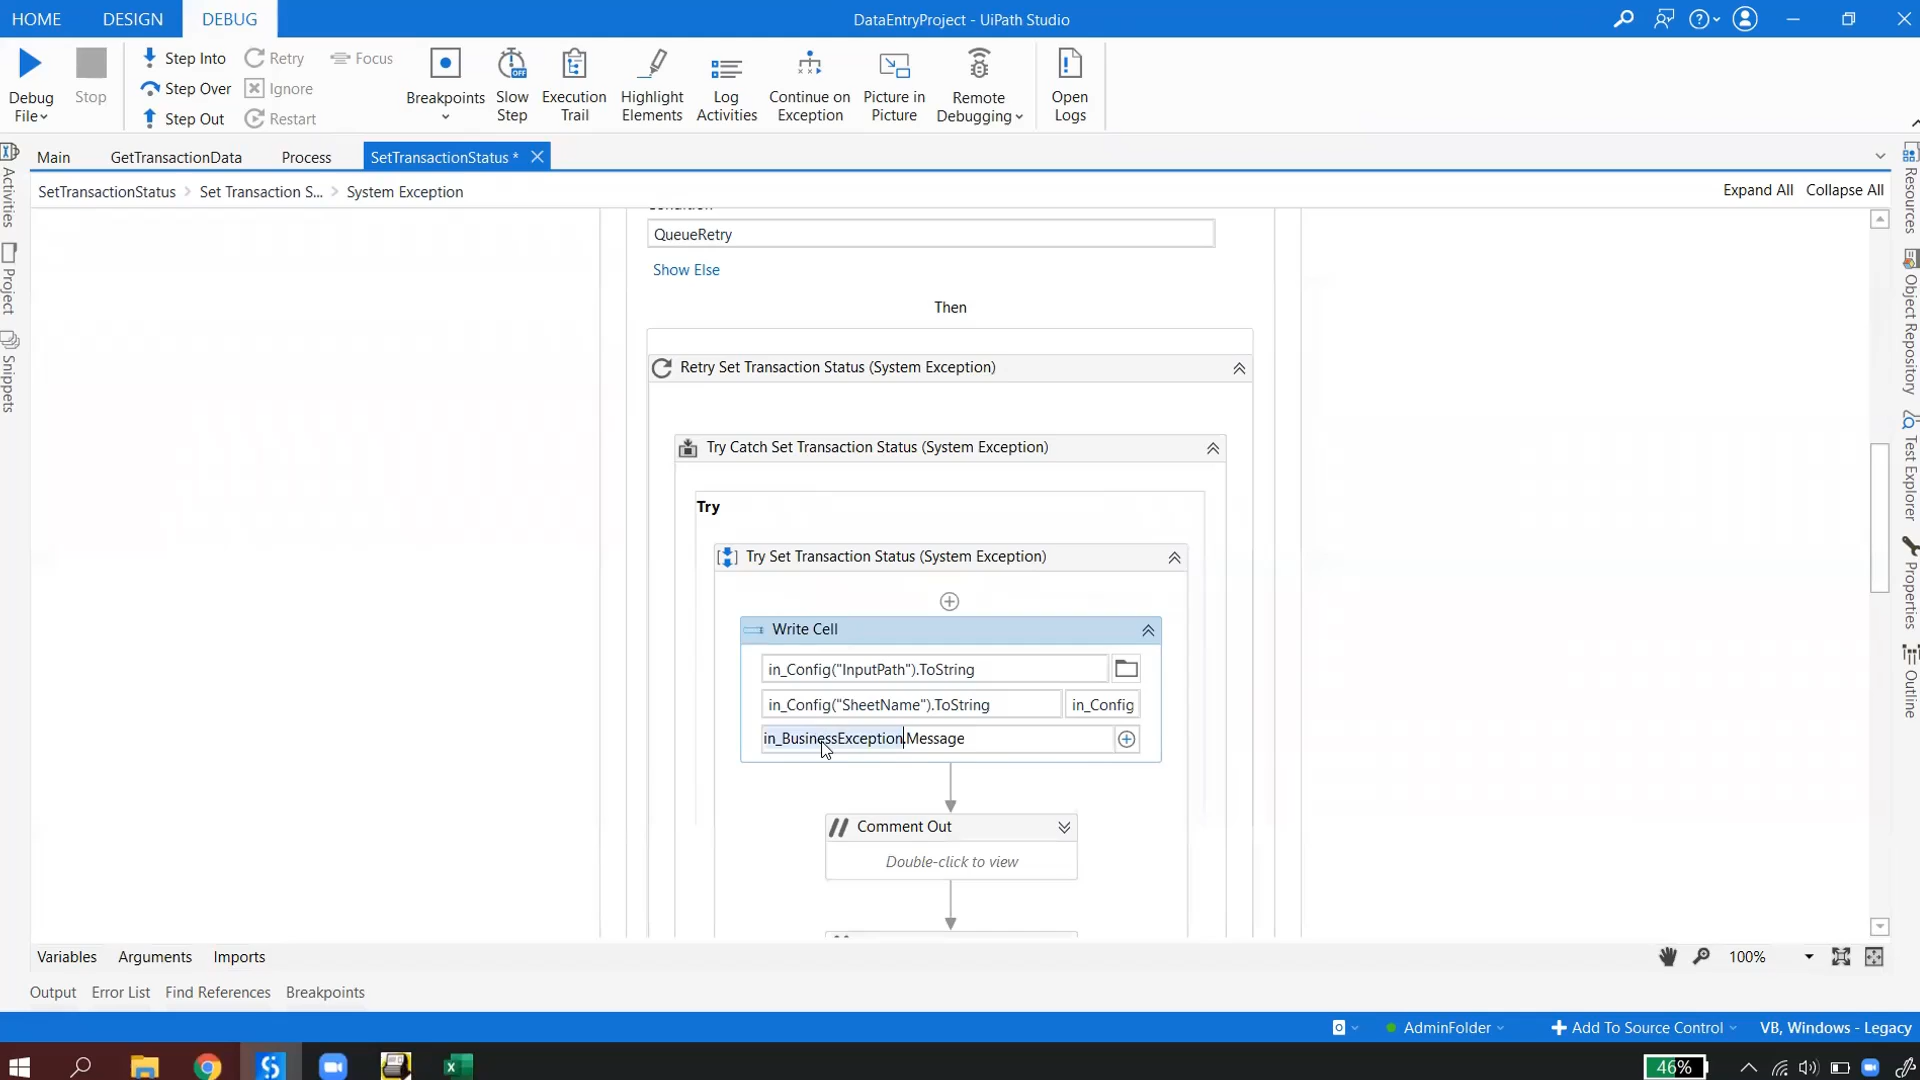 HOME DESIGN DEBUG DataEntryProject - UiPath Studio
Debug File Stop
Step Into Retry Focus
Step Over Ignore
Step Out Restart
Breakpoints
Slow Step
Execution Trail
Highlight Elements
Log Activities
Continue on Exception
Picture in Picture
Remote Debugging
Open Logs
Main GetTransactionData Process SetTransactionStatus *
SetTransactionStatus > Set Transaction S... > System Exception Expand All Collapse All
Activities
Project
Snippets
QueueRetry
Show Else
Then
Retry Set Transaction Status (System Exception)
Try Catch Set Transaction Status (System Exception)
Try
Try Set Transaction Status (System Exception)
Write Cell
in_Config("InputPath").ToString
in_Config("SheetName").ToString in_Config
in_BusinessException.Message
// Comment Out
Double-click to view
Resources
Object Repository
Test Explorer
Properties
Outline
Variables Arguments Imports 100%
Output Error List Find References Breakpoints
AdminFolder Add To Source Control VB, Windows - Legacy
46%